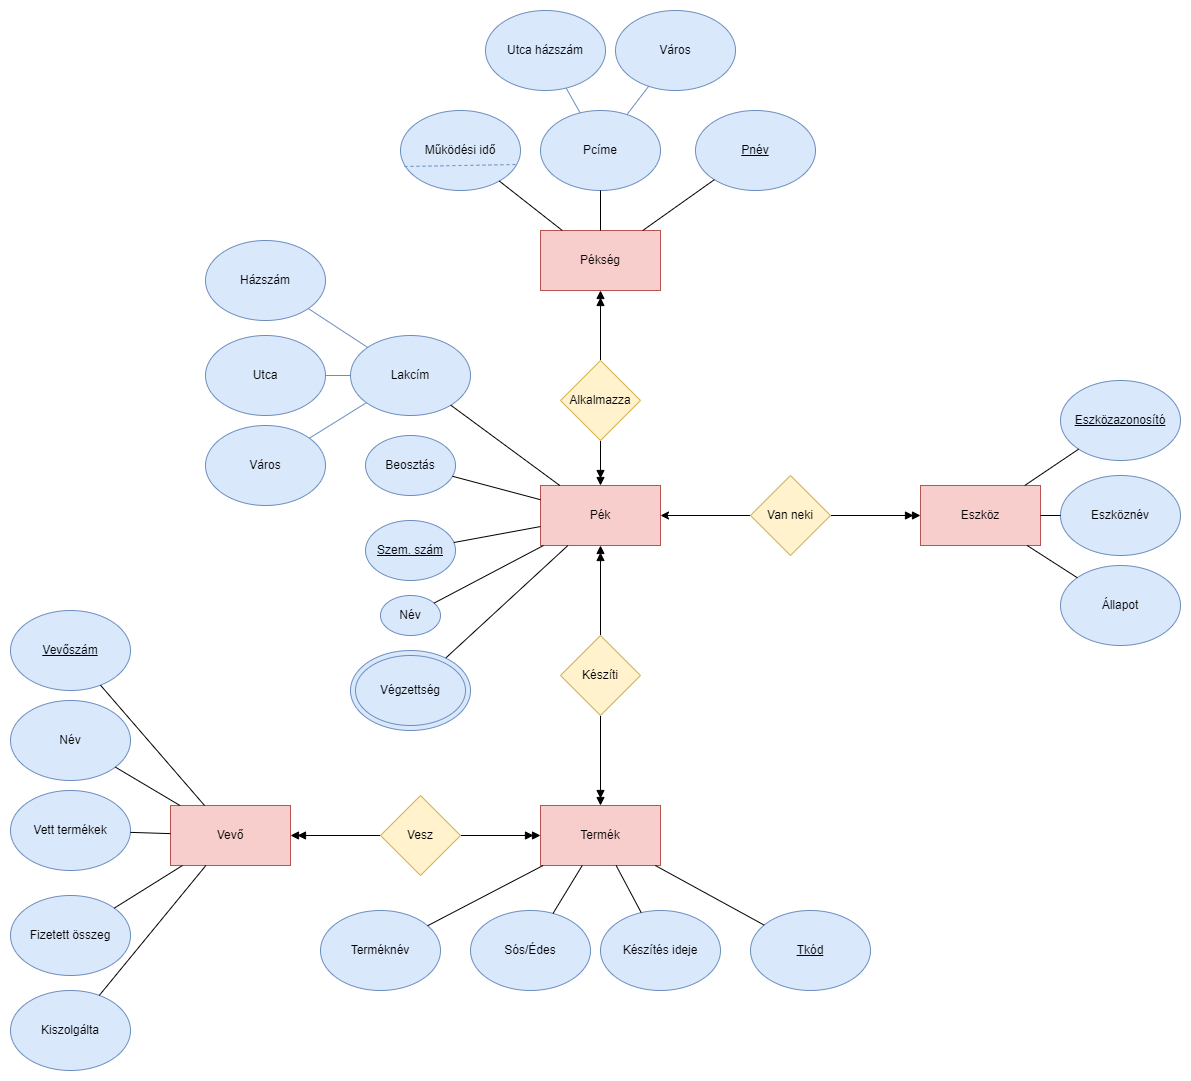 Utca házszám
Város
Működési idő
Pcíme
Pnév
Pékség
Házszám
Utca
Lakcím
Város
Alkalmazza
Beosztás
Szem. szám
Név
Végzettség
Pék
Van neki
Eszköz
Eszközazonosító
Eszköznév
Állapot
Készíti
Vevőszám
Név
Vett termékek
Fizetett összeg
Kiszolgálta
Vevő
Vesz
Termék
Terméknév
Sós/Édes
Készítés ideje
Tkód